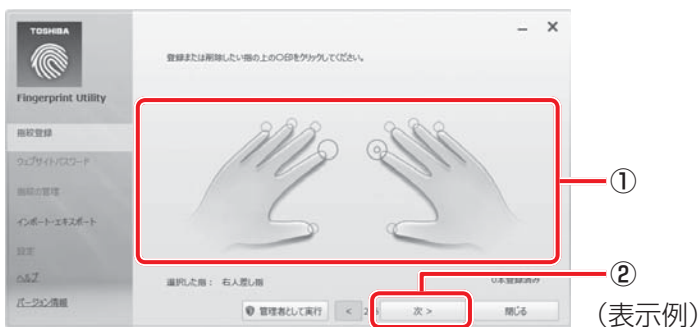 TOSHIBA
登録または削除したい指の上の○印をクリックしてください。
Fingerprint Utility
指紋登録
ウェブサイトパスワード
指紋の管理
インポート・エクスポート
設定
ヘルプ
バージョン情報
①
選択した指： 右人差し指
0本登録済み
②
管理者として実行
<
次 >
閉じる
（表示例）